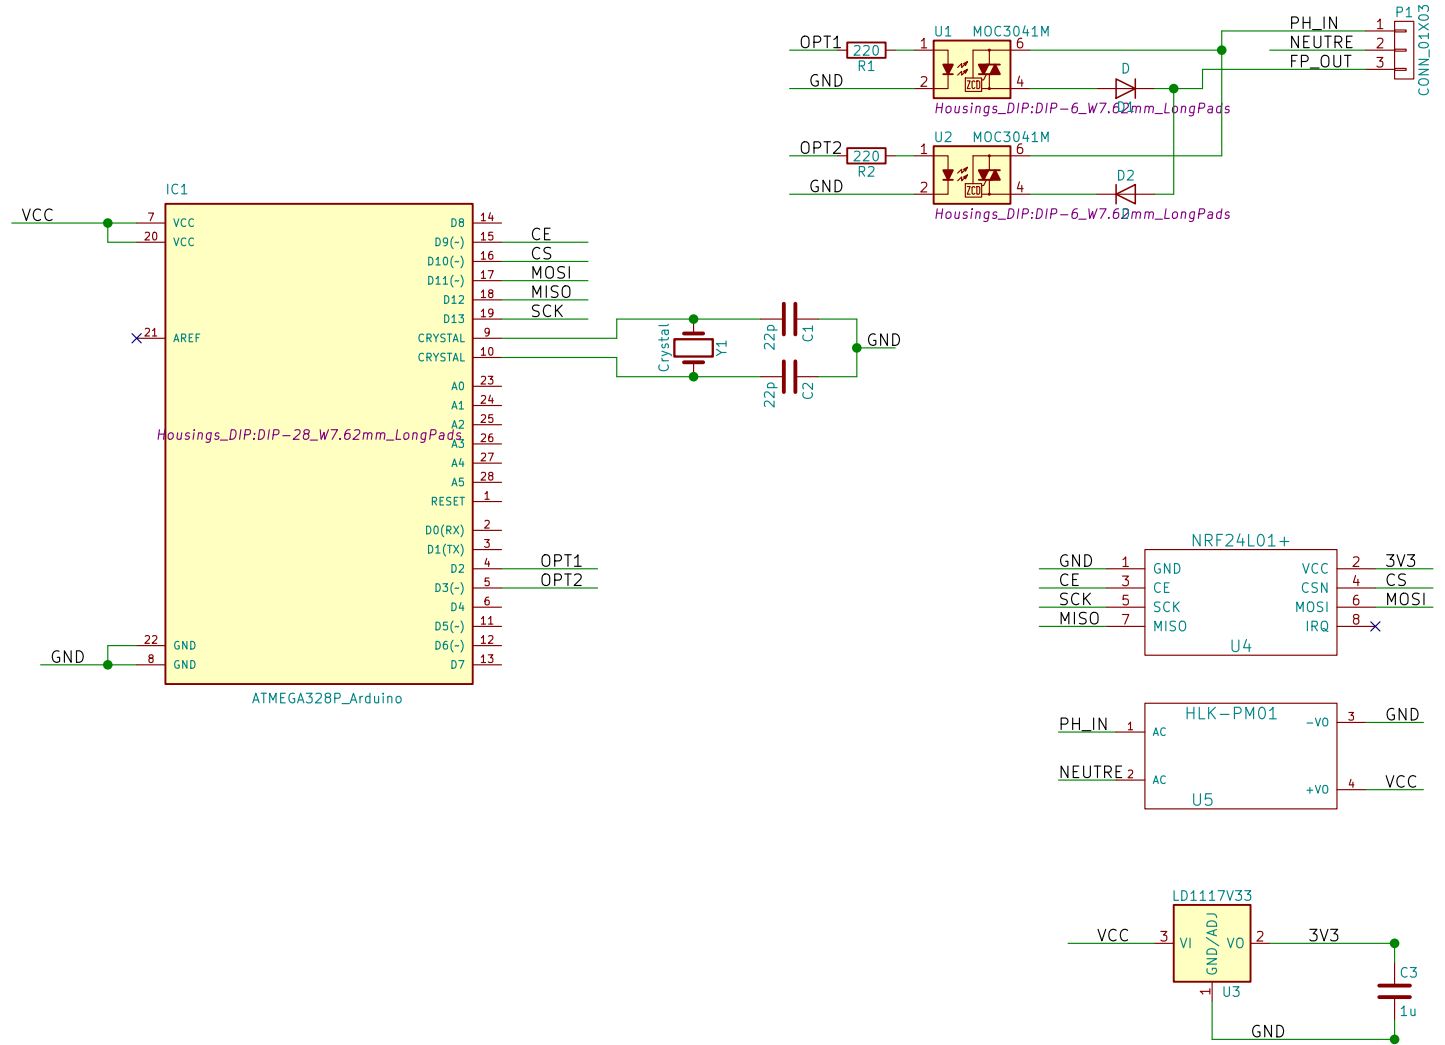 P1
CONN_01X03
PH_IN
1
NEUTRE
2
FP_OUT
3
U1
MOC3041M
OPT1
220
R1
1
6
GND
2
4
ZCD
D
D1
Housings_DIP:DIP-6_W7.62mm_LongPads
U2
MOC3041M
OPT2
220
R2
1
6
GND
2
4
ZCD
D2
D
Housings_DIP:DIP-6_W7.62mm_LongPads
IC1
VCC
7
VCC
20
VCC
21
AREF
22
GND
GND
8
GND
D8
14
D9(~)
15
CE
D10(~)
16
CS
D11(~)
17
MOSI
D12
18
MISO
D13
19
SCK
CRYSTAL
9
CRYSTAL
10
A0
23
A1
24
A2
25
Housings_DIP:DIP-28_W7.62mm_LongPads
A3
26
A4
27
A5
28
RESET
1
D0(RX)
2
D1(TX)
3
D2
4
OPT1
D3(~)
5
OPT2
D4
6
D5(~)
11
D6(~)
12
D7
13
ATMEGA328P_Arduino
Crystal
Y1
22p
C1
22p
C2
GND
NRF24L01+
GND
1
GND
VCC
2
3V3
CE
3
CE
CSN
4
CS
SCK
5
SCK
MOSI
6
MOSI
MISO
7
MISO
IRQ
8
U4
HLK-PM01
PH_IN
1
AC
-VO
3
GND
NEUTRE
2
AC
+VO
4
VCC
U5
LD1117V33
VCC
3
VI
GND/ADJ
VO
2
3V3
1
U3
C3
1u
GND